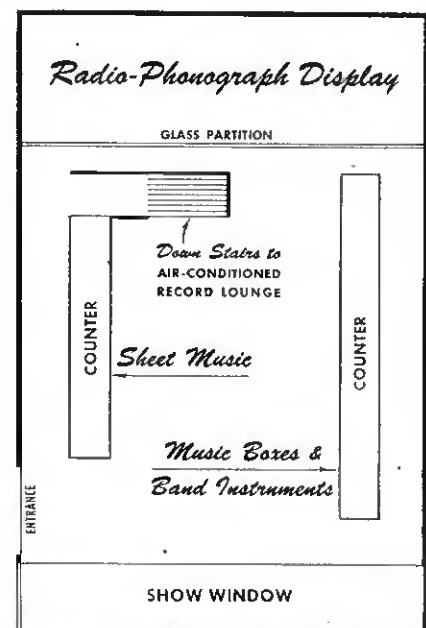 Radio-Phonograph Display
GLASS PARTITION
Down Stairs to
AIR-CONDITIONED
RECORD LOUNGE
COUNTER
Sheet Music
COUNTER
Music Boxes &
Band Instruments
ENTRANCE
SHOW WINDOW